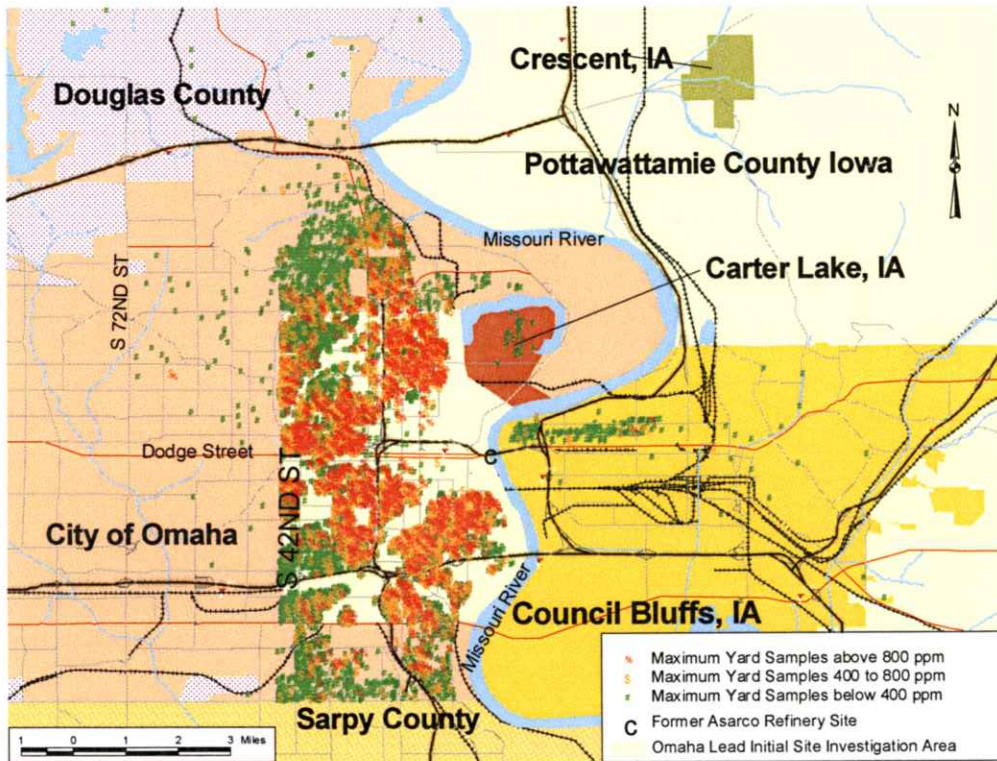 Crescent, IA
Douglas County
N
Pottawattamie County Iowa
Missouri River
Carter Lake, IA
S 72ND ST
Dodge Street
C
S 42ND ST
City of Omaha
Missouri River
Council Bluffs, IA
Sarpy County
Maximum Yard Samples above 800 ppm
Maximum Yard Samples 400 to 800 ppm
Maximum Yard Samples below 400 ppm
C Former Asarco Refinery Site
Omaha Lead Initial Site Investigation Area
1 0 1 2 3 Miles